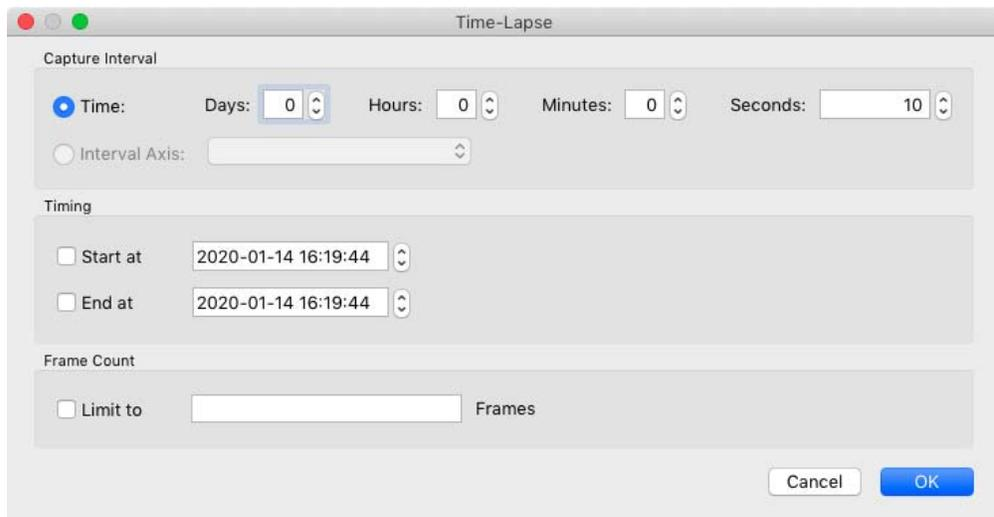 Time-Lapse
Capture Interval
Time: Days: 0 Hours: 0 Minutes: 0 Seconds: 10
Interval Axis:
Timing
Start at 2020-01-14 16:19:44
End at 2020-01-14 16:19:44
Frame Count
Limit to Frames
Cancel OK